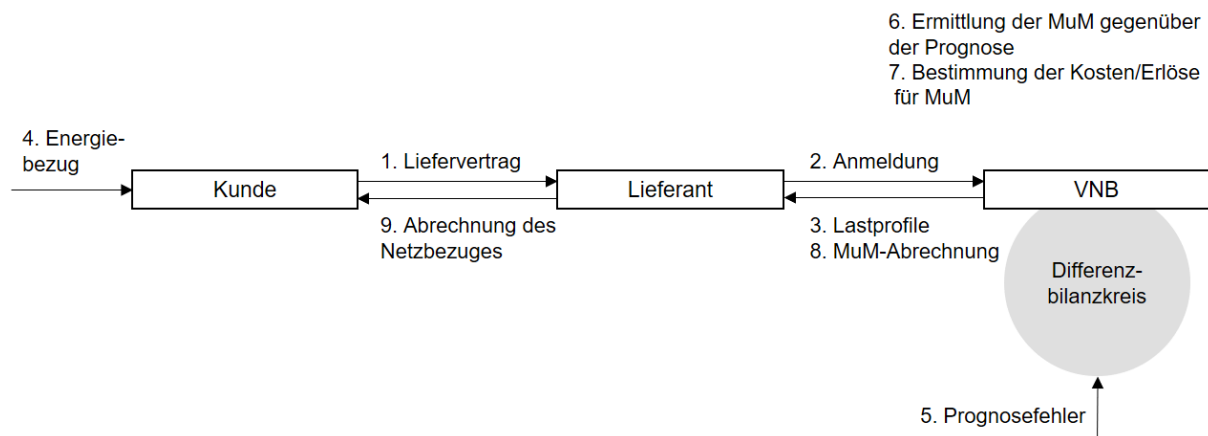 6. Ermittlung der MuM gegenüber
der Prognose
7. Bestimmung der Kosten/Erlöse
für MuM
4. Energie-
bezug
1. Liefervertrag
2. Anmeldung
Kunde
Lieferant
VNB
9. Abrechnung des
Netzbezuges
3. Lastprofile
8. MuM-Abrechnung
Differenz-
bilanzkreis
5. Prognosefehler